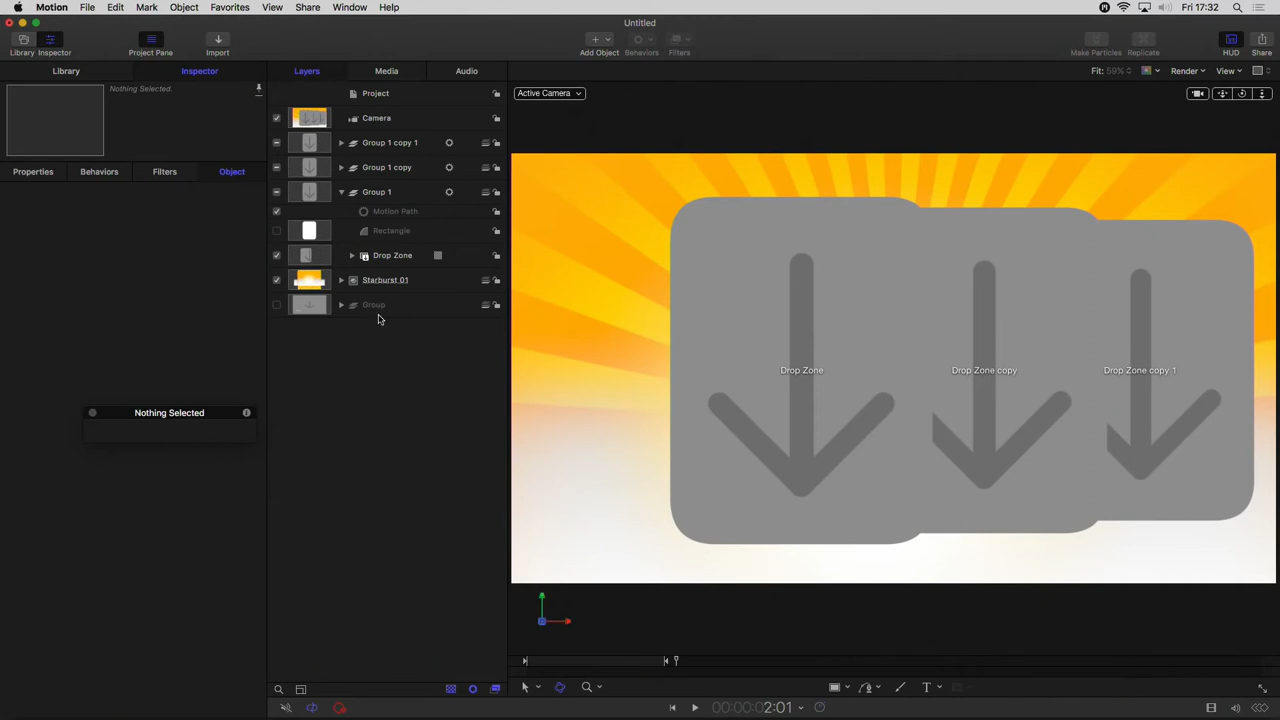 Motion File Edit Mark Object Favorites View Share Window Help Fri 17:32
Untitled
Library Inspector Project Pane Import Add Object Behaviors Filters Make Particles Replicate HUD Share
Library Inspector Layers Media Audio Fit: 59% Render View
Nothing Selected.
Project
Active Camera
Camera
Group 1 copy 1
Group 1 copy
Properties Behaviors Filters Object
Group 1
Motion Path
Rectangle
Drop Zone
Starburst 01
Group
Drop Zone Drop Zone copy Drop Zone copy 1
Nothing Selected
T
00:00:02:01